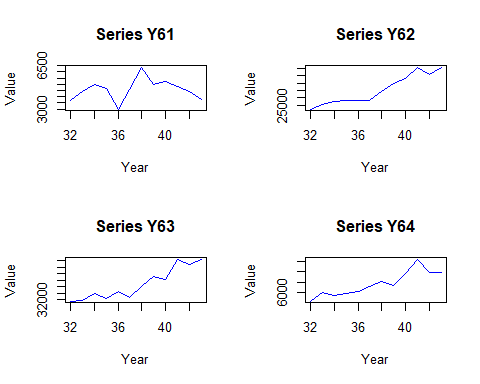 Series Y61
Series Y62
Value
3000
6500
32
36
40
Year
Value
25000
32
36
40
Year
Series Y63
Series Y64
Value
32000
32
36
40
Year
Value
6000
32
36
40
Year